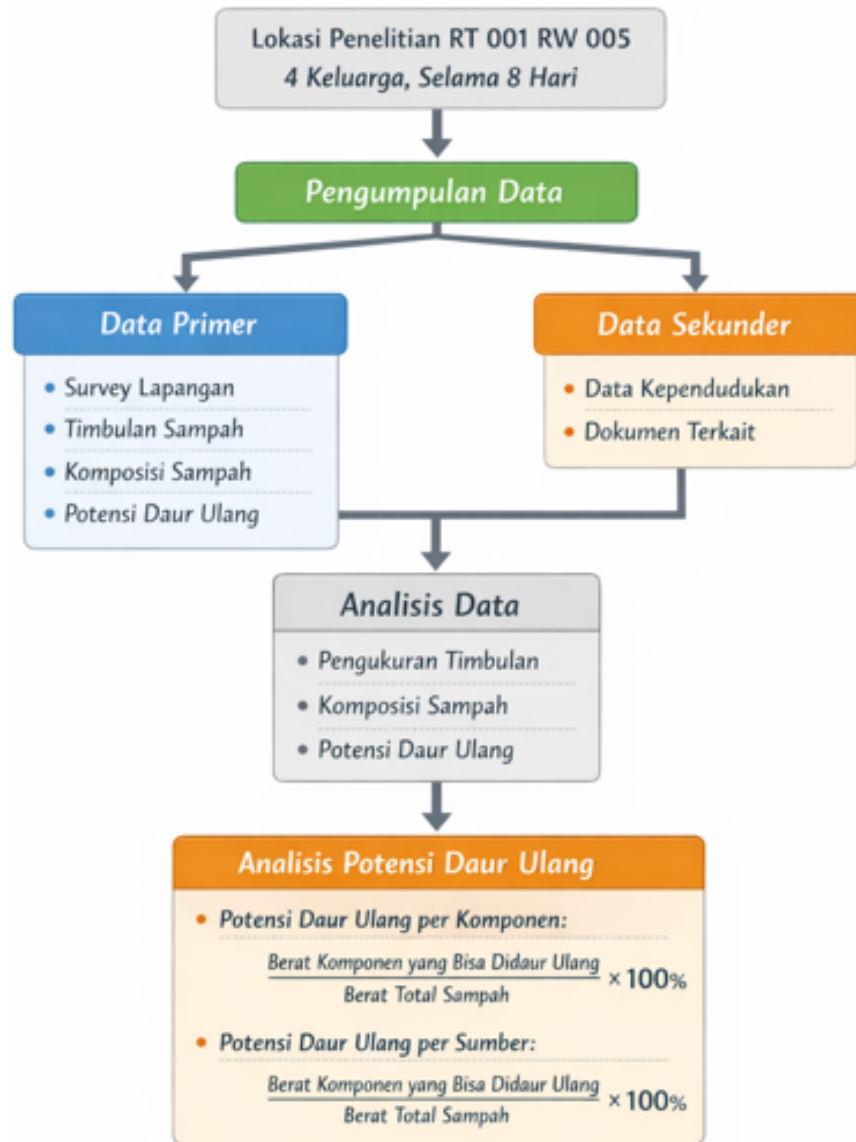 Lokasi Penelitian RT 001 RW 005
4 Keluarga, Selama 8 Hari
Pengumpulan Data
Data Primer
• Survey Lapangan
• Timbulan Sampah
• Komposisi Sampah
• Potensi Daur Ulang
Data Sekunder
• Data Kependudukan
• Dokumen Terkait
Analisis Data
• Pengukuran Timbulan
• Komposisi Sampah
• Potensi Daur Ulang
Analisis Potensi Daur Ulang
• Potensi Daur Ulang per Komponen:
Berat Komponen yang Bisa Didaur Ulang
Berat Total Sampah
× 100%
• Potensi Daur Ulang per Sumber:
Berat Komponen yang Bisa Didaur Ulang
Berat Total Sampah
× 100%